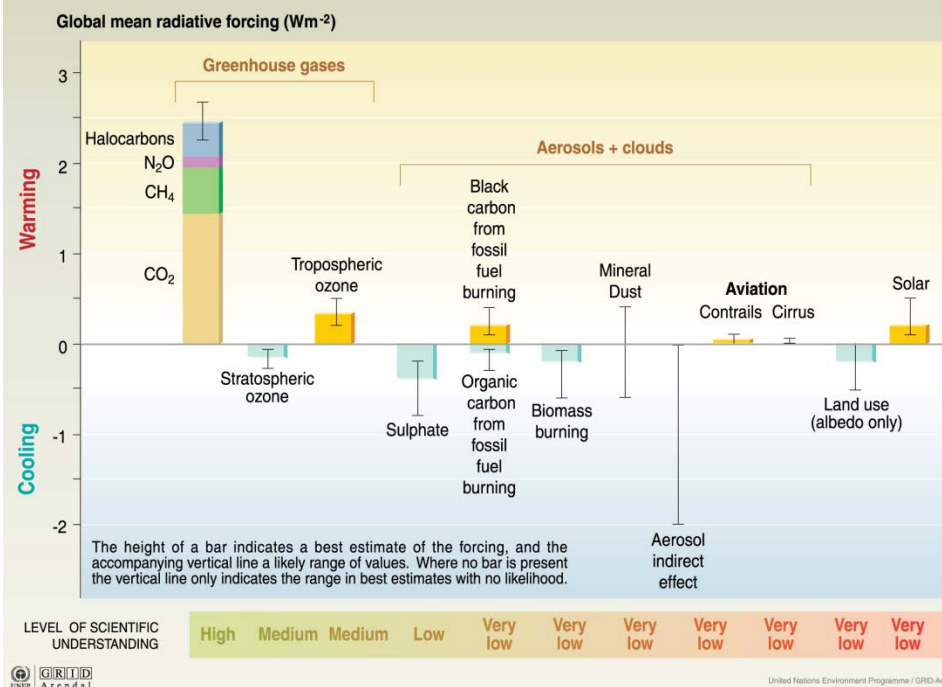 Global mean radiative forcing (Wm-2)
3
2
1
0
-1
-2
Warming
Cooling
Greenhouse gases
Halocarbons
N2O
CH4
CO2
Stratospheric
ozone
Tropospheric
ozone
Aerosols + clouds
Sulphate
Black
carbon
from
fossil
fuel
burning
Organic
carbon
from
fossil
fuel
burning
Biomass
burning
Mineral
Dust
Aerosol
indirect
effect
Aviation
Contrails Cirrus
Land use
(albedo only)
Solar
The height of a bar indicates a best estimate of the forcing, and the
accompanying vertical line a likely range of values. Where no bar is present
the vertical line only indicates the range in best estimates with no likelihood.
LEVEL OF SCIENTIFIC
UNDERSTANDING
High Medium Medium Low Very low Very low Very low Very low Very low Very low Very low
UNEP
GRID
Arendal
United Nations Environment Programme / GRID-Ar